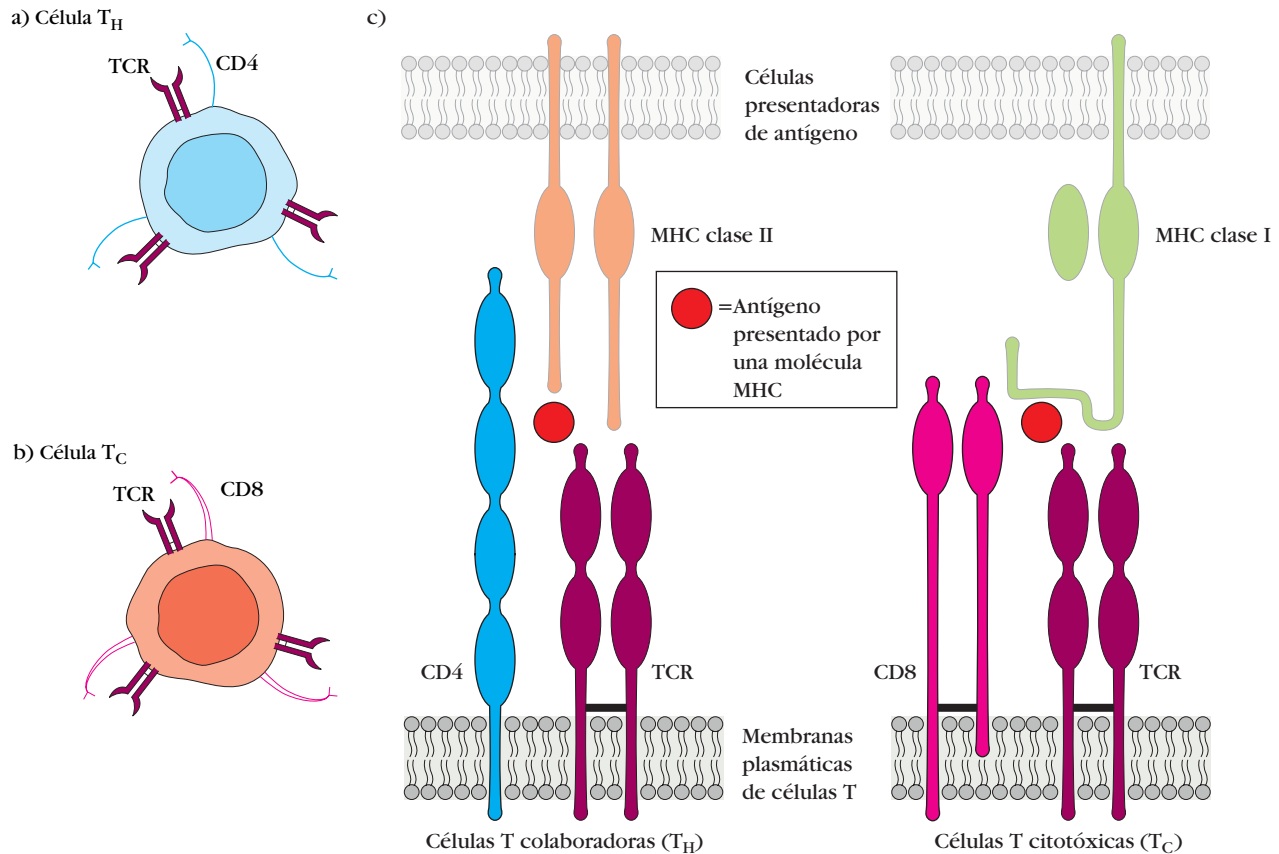 a) Célula TH
TCR
CD4
b) Célula TC
TCR
CD8
c)
Células
presentadoras
de antígeno
MHC clase II
MHC clase I
=Antígeno
presentado por
una molécula
MHC
CD4
TCR
CD8
TCR
Membranas
plasmáticas
de células T
Células T colaboradoras (TH)
Células T citotóxicas (TC)